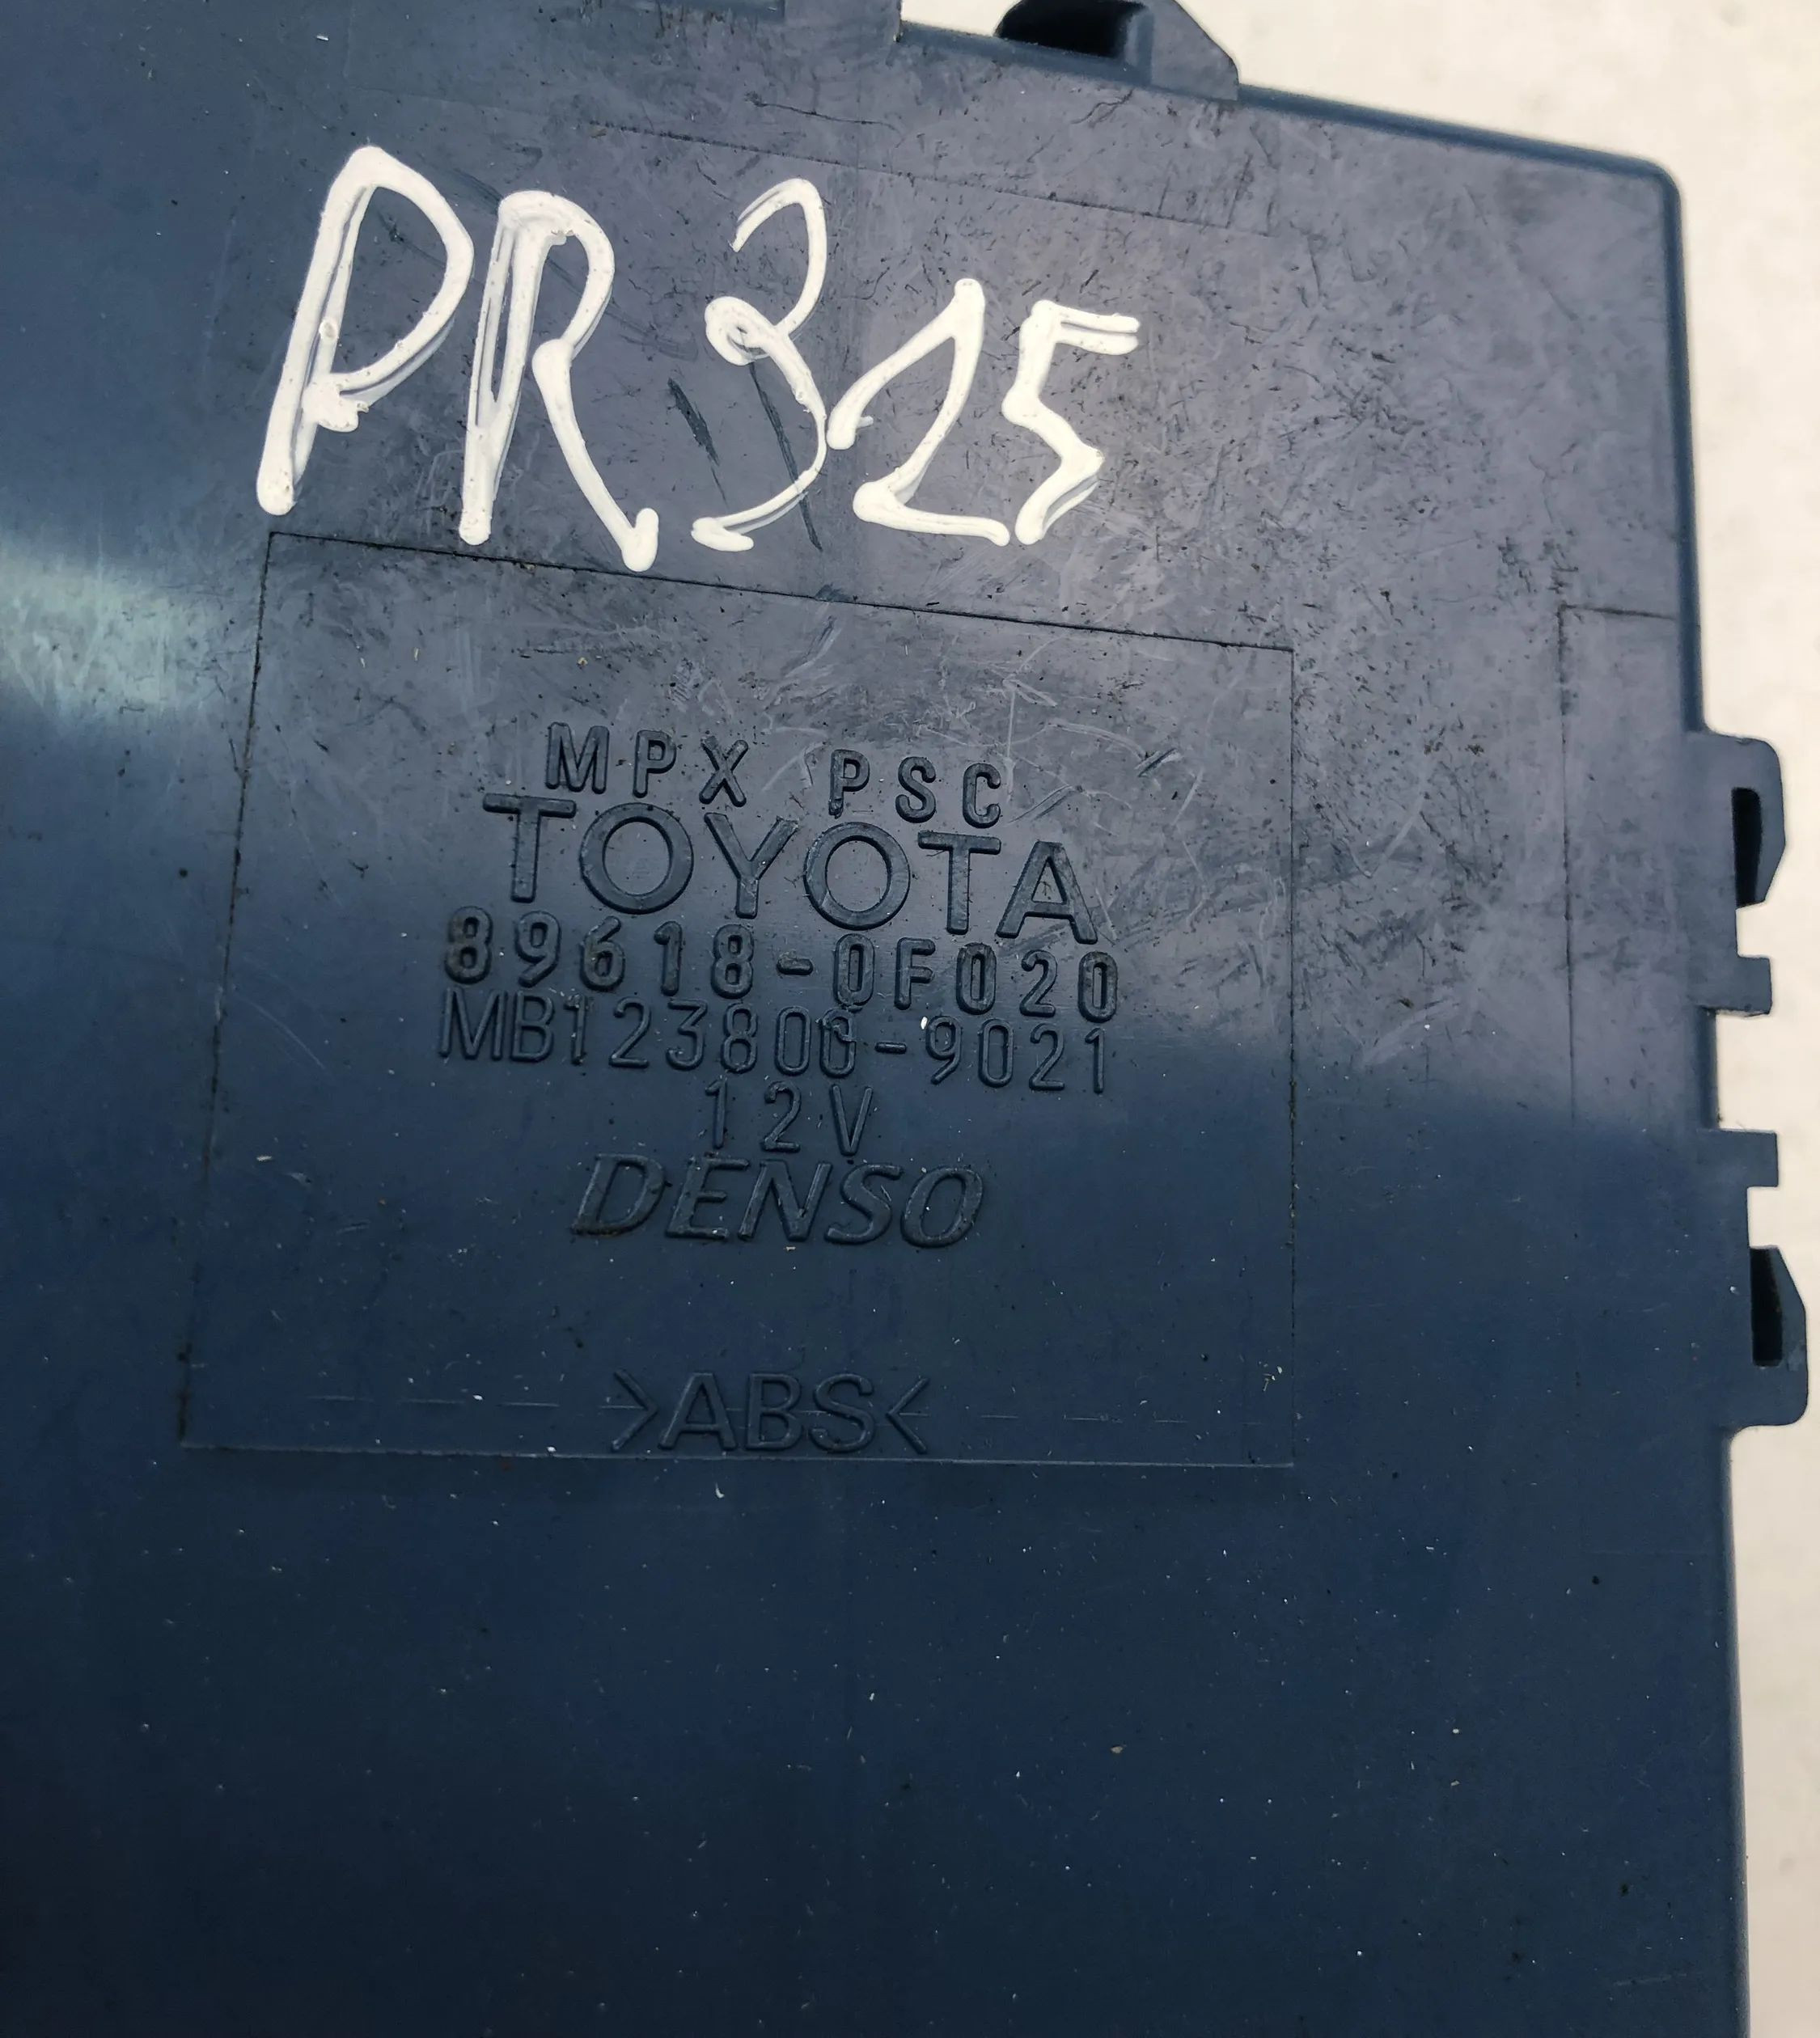 PR325
MPX PSC
TOYOTA
89618-0F020
MB123800-9021
12V
DENSO
>ABS<